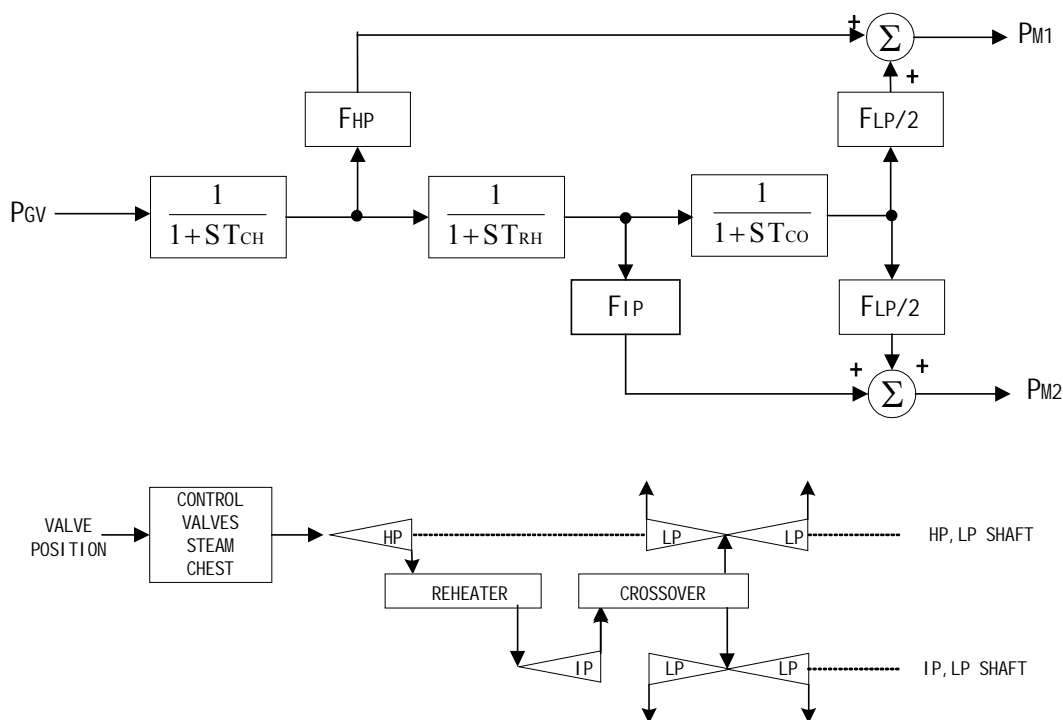 +
Σ
PM1
+
FHP
FLP/2
PGV
1
1+STCH
1
1+STRH
1
1+STCO
FIP
FLP/2
+
+
Σ
PM2
CONTROL
VALVES
STEAM
CHEST
VALVE
POSITION
HP
LP
LP
HP,LP SHAFT
REHEATER
CROSSOVER
IP
LP
LP
IP,LP SHAFT